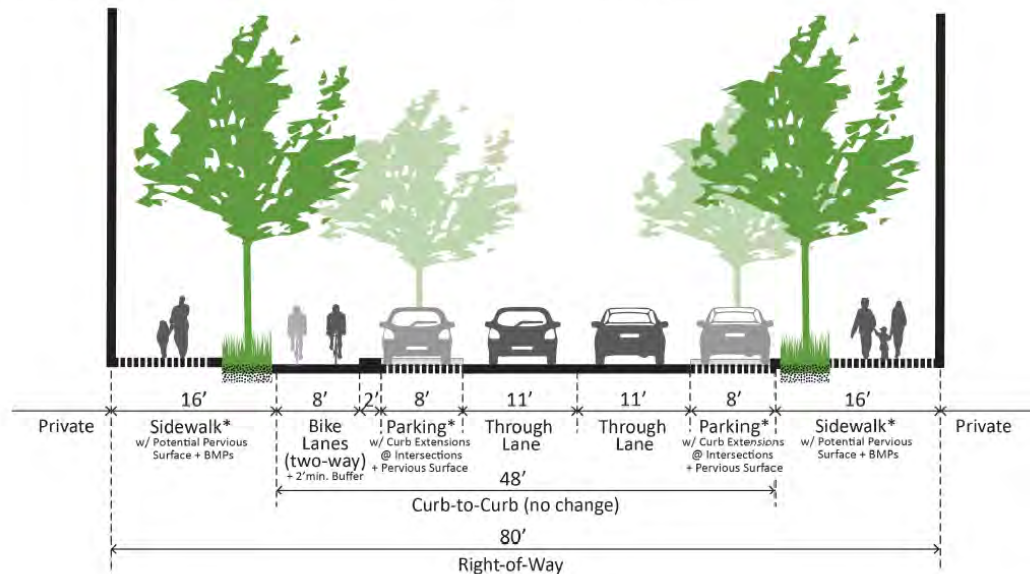 16’ 8’ 2’ 8’ 11’ 11’ 8’ 16’
Private
Sidewalk*
w/ Potential Pervious
Surface + BMPs
Bike
Lanes
(two-way)
+ 2’min. Buffer
Parking*
w/ Curb Extensions
@ Intersections
+ Pervious Surface
Through
Lane
Through
Lane
Parking*
w/ Curb Extensions
@ Intersections
+ Pervious Surface
Sidewalk*
w/ Potential Pervious
Surface + BMPs
Private
48’
Curb-to-Curb (no change)
80’
Right-of-Way